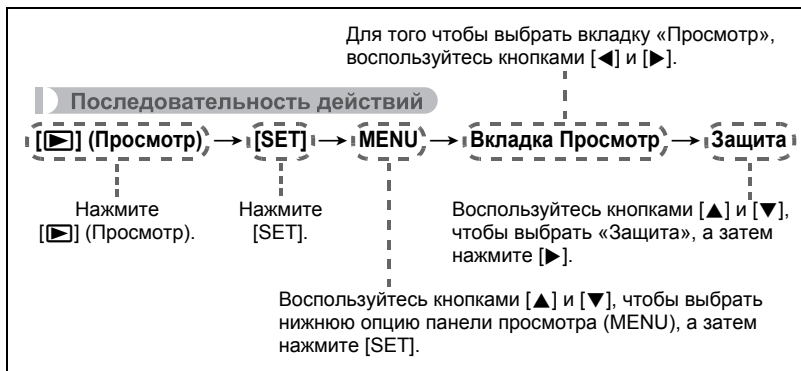 Для того чтобы выбрать вкладку «Просмотр»,
воспользуйтесь кнопками [◀] и [▶].
Последовательность действий
[▶] (Просмотр) → [SET] → MENU → Вкладка Просмотр → Защита
Нажмите
[▶] (Просмотр).
Нажмите
[SET].
Воспользуйтесь кнопками [▲] и [▼],
чтобы выбрать «Защита», а затем
нажмите [▶].
Воспользуйтесь кнопками [▲] и [▼], чтобы выбрать
нижнюю опцию панели просмотра (MENU), а затем
нажмите [SET].